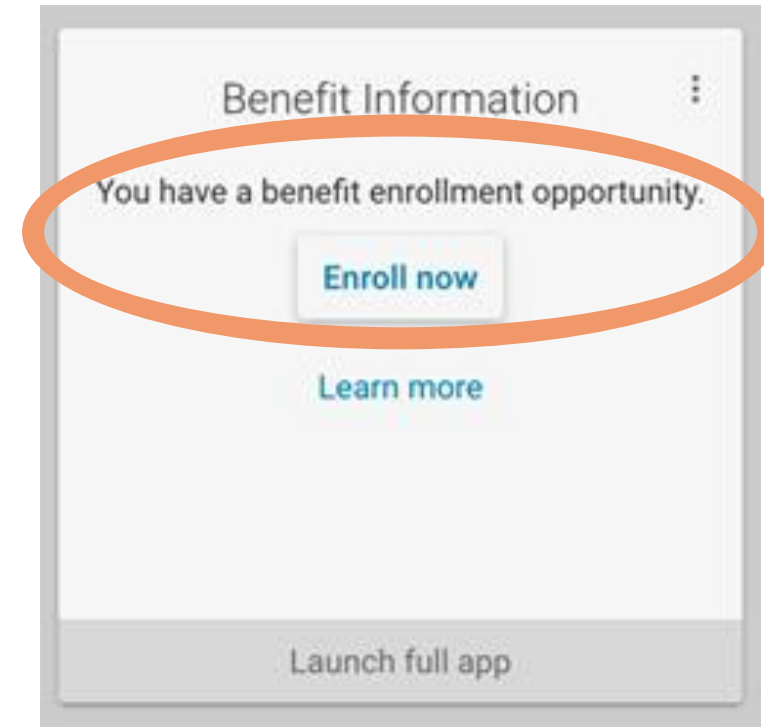 Benefit Information
You have a benefit enrollment opportunity.
Enroll now
Learn more
Launch full app